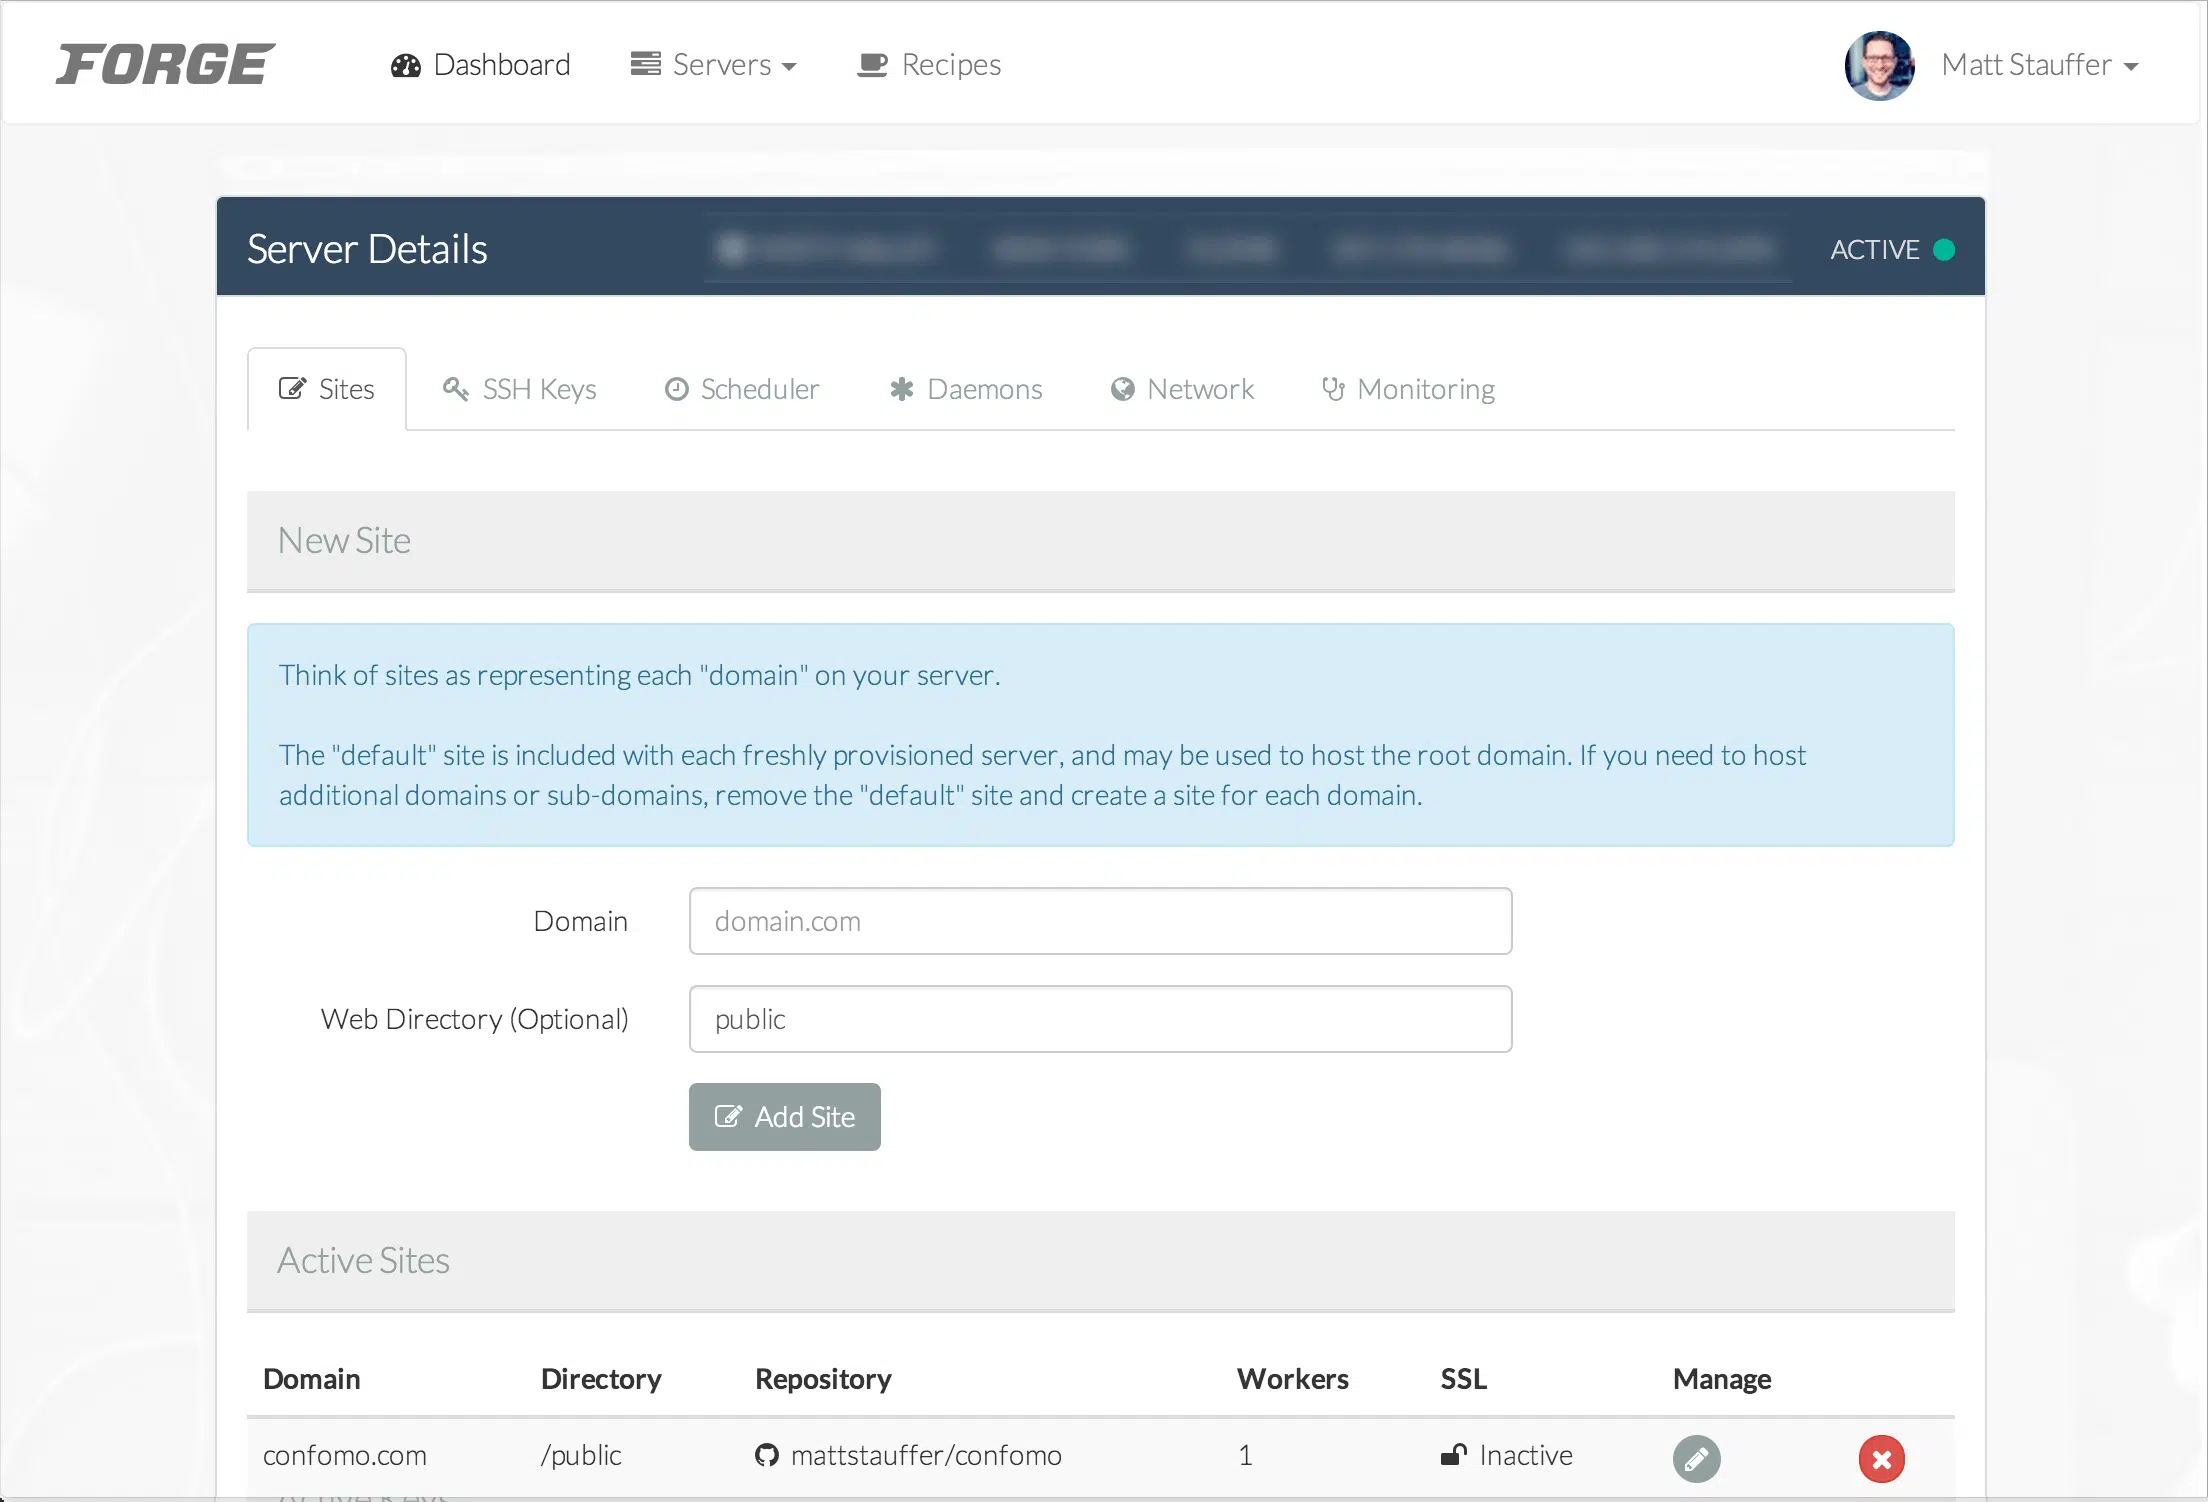 FORGE Dashboard Servers Recipes Matt Stauffer
Server Details ACTIVE
Sites SSH Keys Scheduler Daemons Network Monitoring
New Site
Think of sites as representing each "domain" on your server.
The "default" site is included with each freshly provisioned server, and may be used to host the root domain. If you need to host
additional domains or sub-domains, remove the "default" site and create a site for each domain.
Domain domain.com
Web Directory (Optional) public
Add Site
Active Sites
Domain Directory Repository Workers SSL Manage
confomo.com /public mattstauffer/confomo 1 Inactive